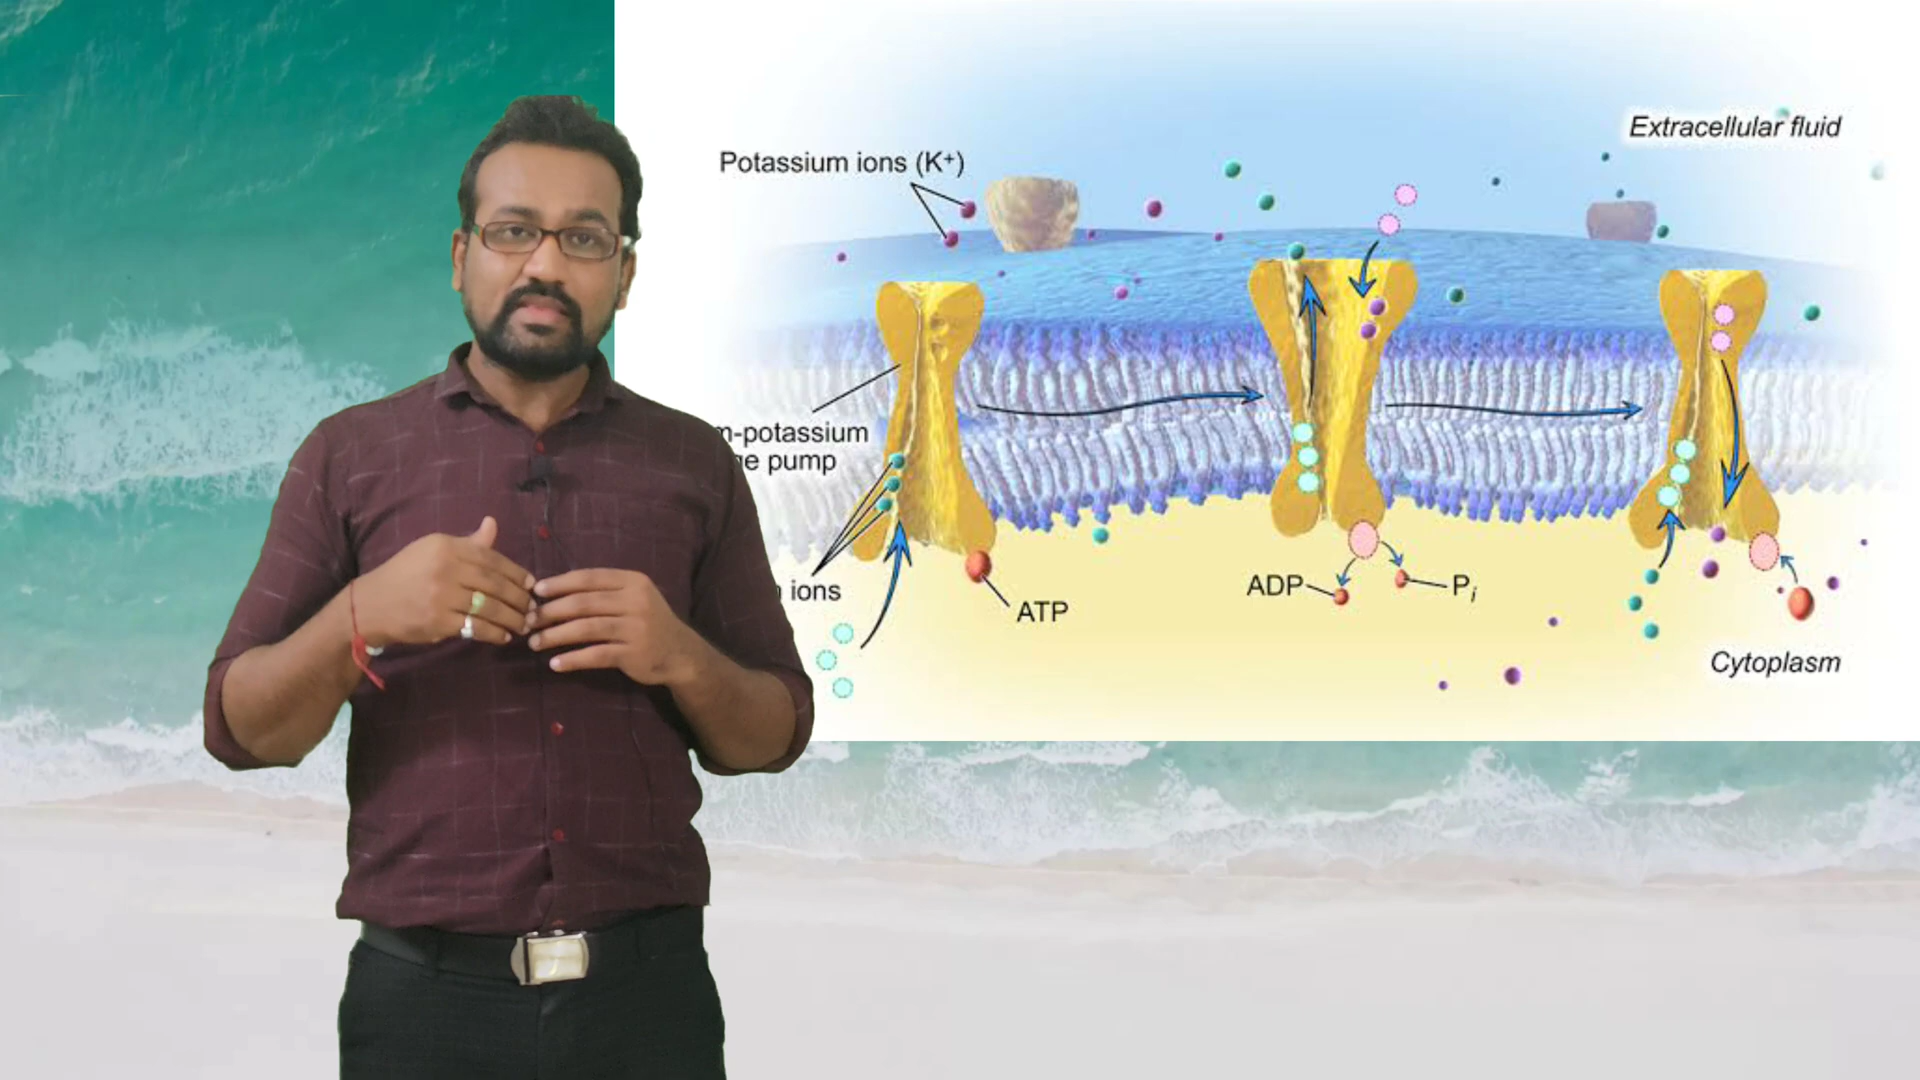 Extracellular fluid
Potassium ions (K⁺)
-potassium
pump
ions
ATP
ADP
Pᵢ
Cytoplasm